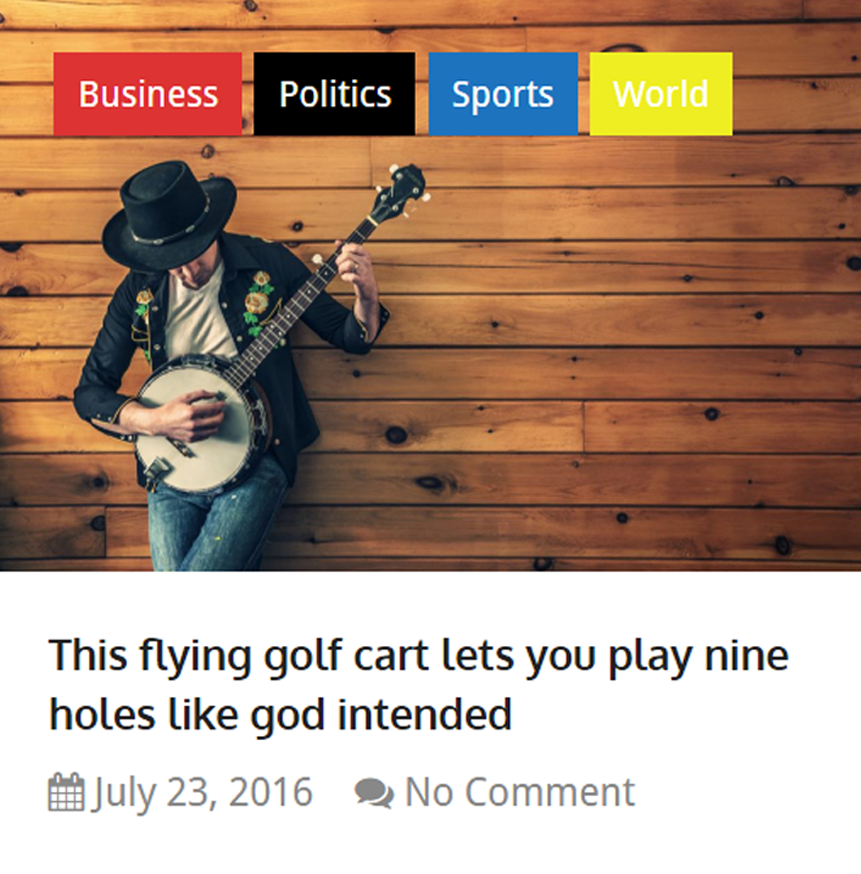 Business Politics Sports World
This flying golf cart lets you play nine
holes like god intended
July 23, 2016 No Comment